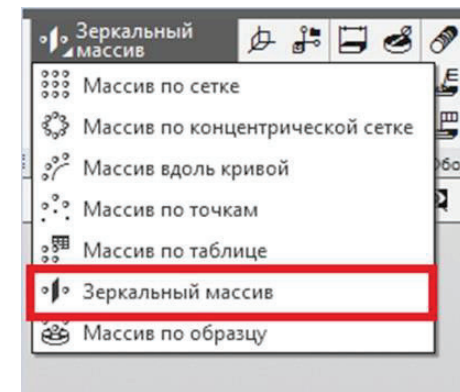 Зеркальный
массив
Массив по сетке
Массив по концентрической сетке
Массив вдоль кривой
Массив по точкам
Массив по таблице
Зеркальный массив
Массив по образцу